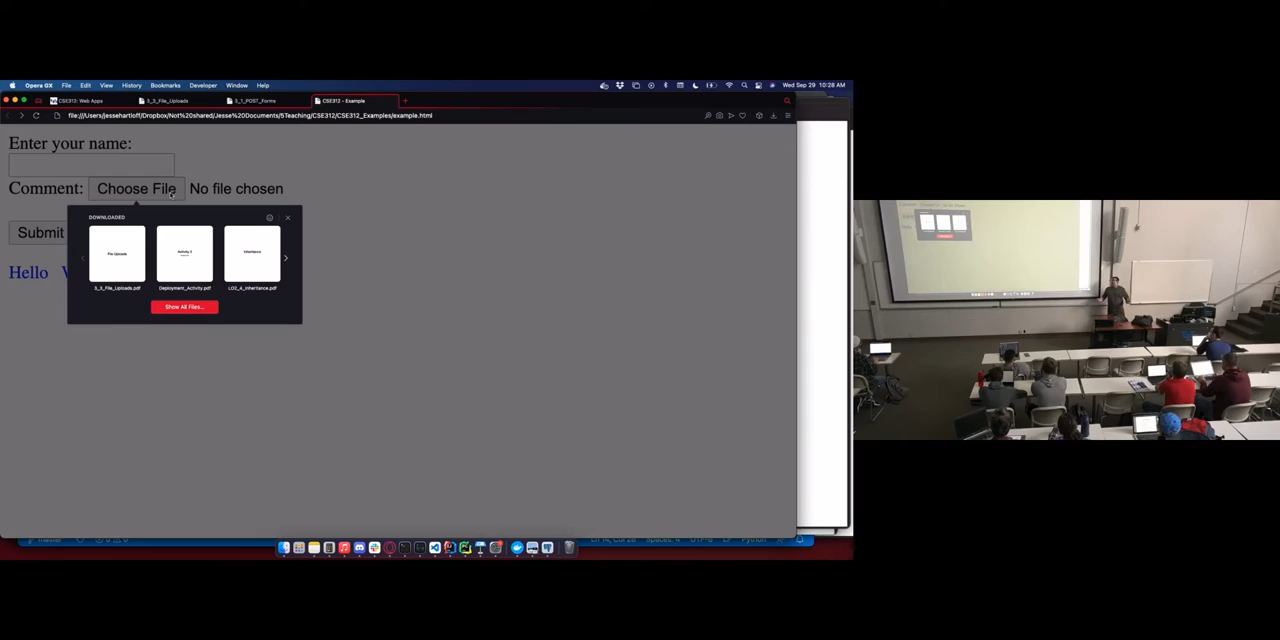 Opera GX File Edit View History Bookmarks Developer Window Help Wed Sep 29 10:28 AM
CSE312: Web Apps 3_3_File_Uploads 3_1_POST_Forms CSE312 - Example
file:///Users/jessehartloff/Dropbox/Not%20shared/Jesse%20Documents/5Teaching/CSE312/CSE312_Examples/example.html
Enter your name:
Comment: Choose File No file chosen
DOWNLOADED
Submit
File Uploads Activity 3 Inheritance
Hello
3_3_File_Uploads.pdf Deployment_Activity.pdf LO2_4_Inheritance.pdf
Show All Files...